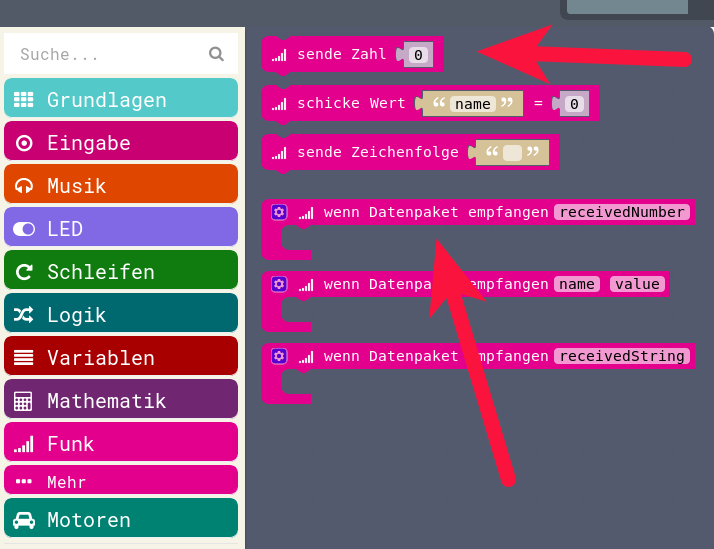 Suche...
Grundlagen
Eingabe
Musik
LED
Schleifen
Logik
Variablen
Mathematik
Funk
Mehr
Motoren
sende Zahl 0
schicke Wert “ name ” = 0
sende Zeichenfolge “ ”
wenn Datenpaket empfangen receivedNumber
wenn Datenpaket empfangen name value
wenn Datenpaket empfangen receivedString